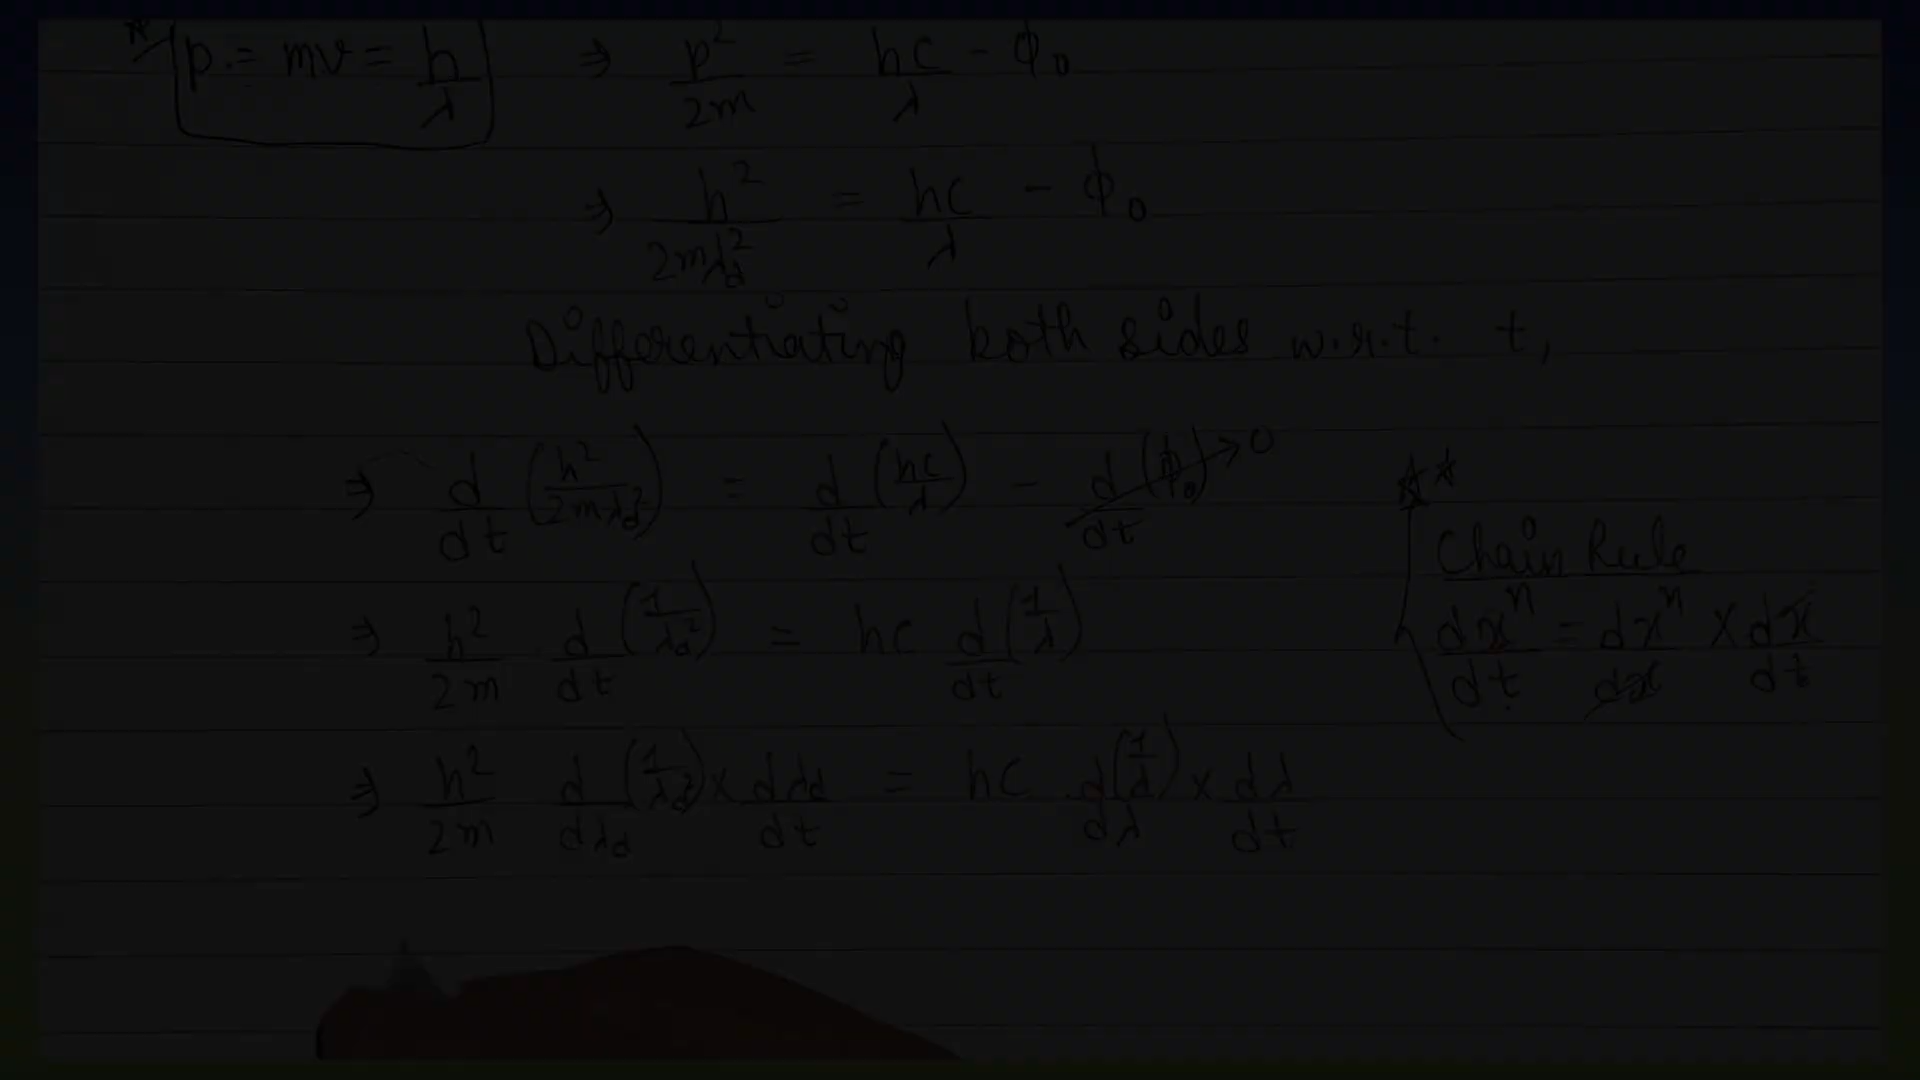 * p = mv = h/λ ⇒ p²/2m = hc/λ - ϕ₀
⇒ h²/2mλd² = hc/λ - ϕ₀
Differentiating both sides w.r.t. t,
⇒ d/dt (h²/2mλd²) = d/dt (hc/λ) - d/dt (ϕ₀) → 0
⇒ h²/2m d/dt (1/λd²) = hc d/dt (1/λ)
⇒ h²/2m d/dλd (1/λd²) × dλd/dt = hc d/dλ (1/λ) × dλ/dt
**
Chain Rule
dxⁿ/dt = dxⁿ/dx × dx/dt